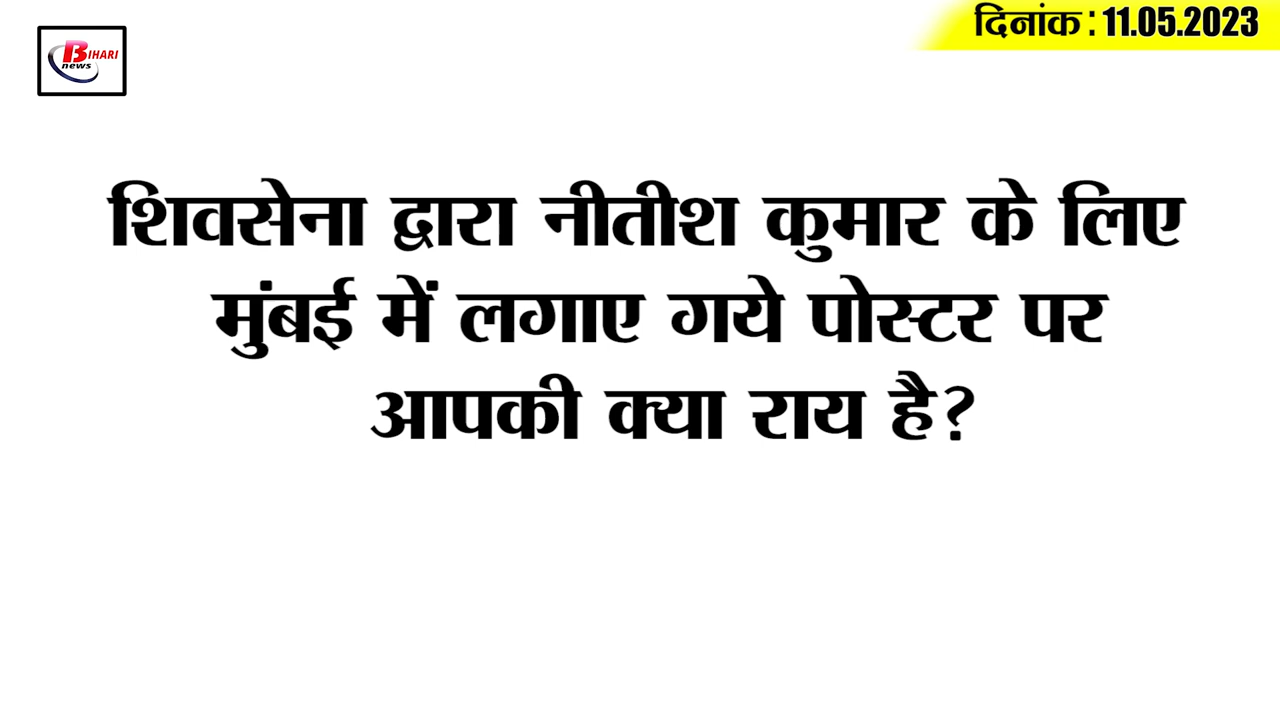 दिनांक : 11.05.2023
BIHARI
news
शिवसेना द्वारा नीतीश कुमार के लिए
मुंबई में लगाए गये पोस्टर पर
आपकी क्या राय है?